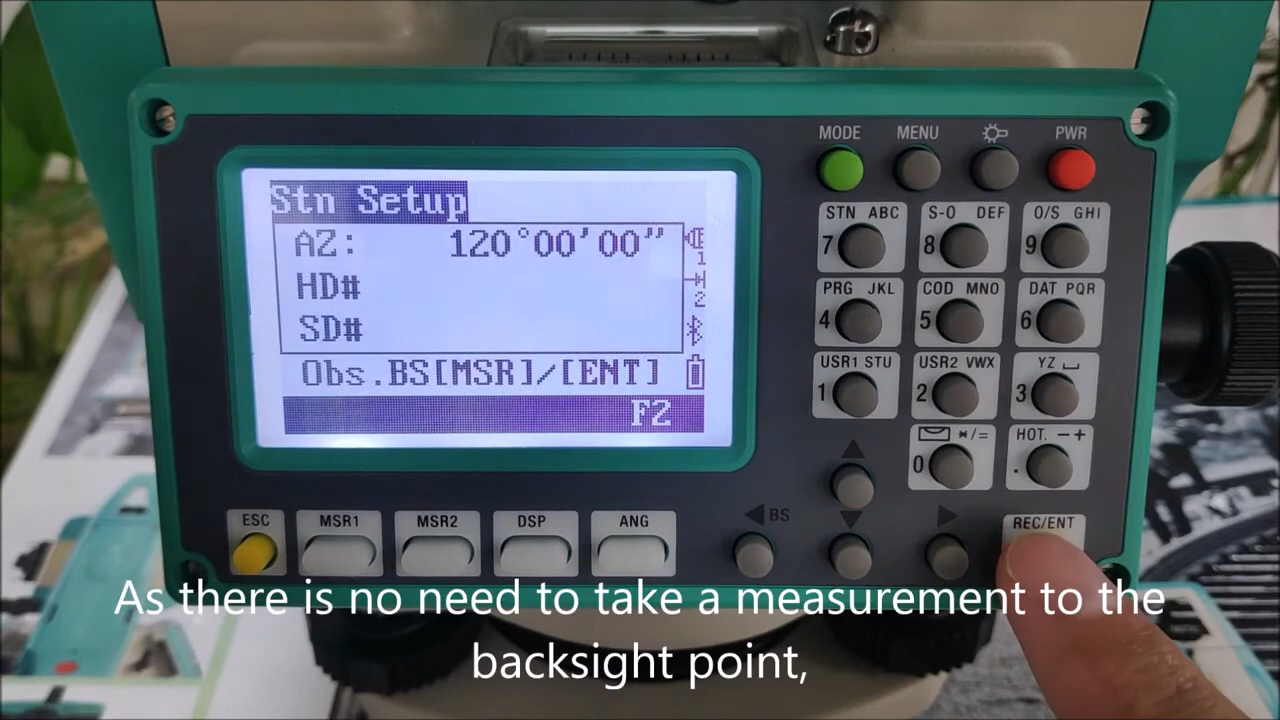 MODE MENU PWR
Stn Setup
AZ: 120°00′00″
1
HD#
2
SD#
Obs.BS[MSR]/[ENT]
F2
STN ABC S-O DEF O/S GHI
7 8 9
PRG JKL COD MNO DAT PQR
4 5 6
USR1 STU USR2 VWX YZ ⌴
1 2 3
*/= HOT. −+
0 .
BS
ESC MSR1 MSR2 DSP ANG REC/ENT
As there is no need to take a measurement to the
backsight point,